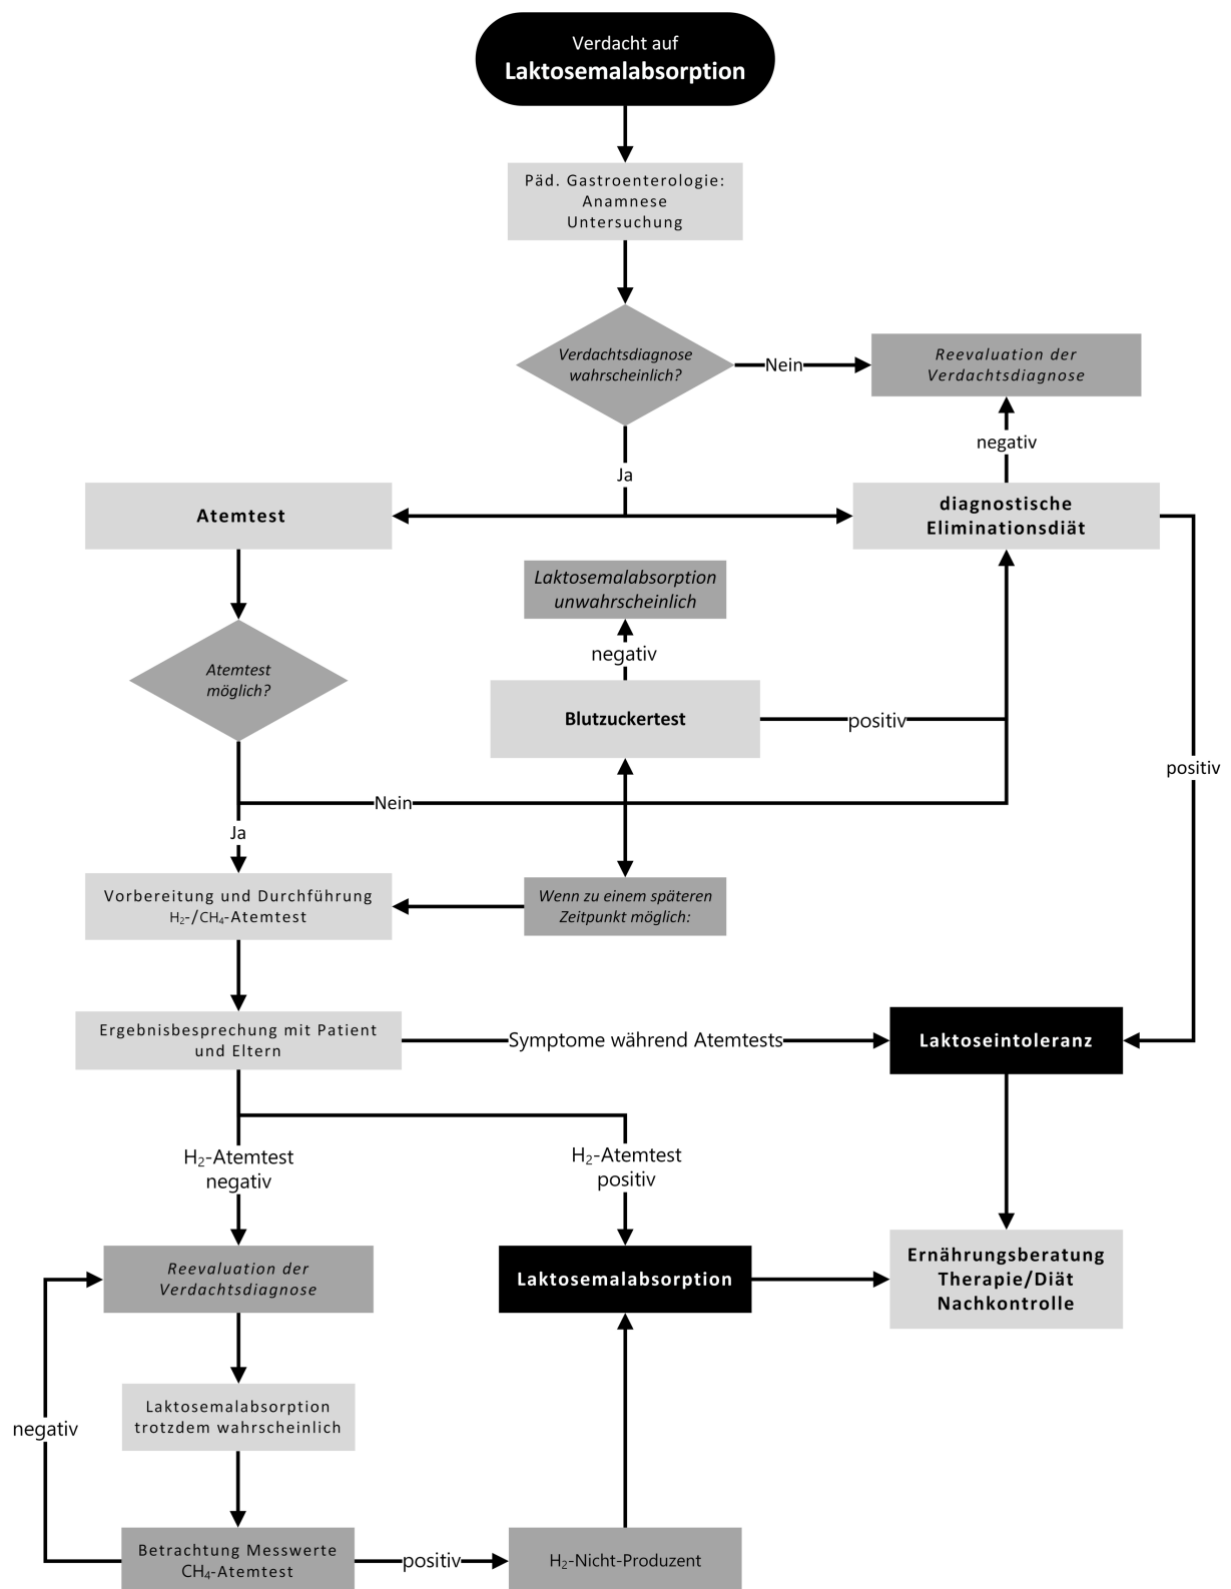 Verdacht auf
Laktosemalabsorption
Päd. Gastroenterologie:
Anamnese
Untersuchung
Verdachtsdiagnose
wahrscheinlich?
Nein
Reevaluation der
Verdachtsdiagnose
negativ
Ja
Atemtest
diagnostische
Eliminationsdiät
Laktosemalabsorption
unwahrscheinlich
negativ
Atemtest
möglich?
Blutzuckertest
positiv
positiv
Nein
Ja
Vorbereitung und Durchführung
H₂-/CH₄-Atemtest
Wenn zu einem späteren
Zeitpunkt möglich:
Ergebnisbesprechung mit Patient
und Eltern
Symptome während Atemtests
Laktoseintoleranz
H₂-Atemtest
negativ
H₂-Atemtest
positiv
Reevaluation der
Verdachtsdiagnose
Laktosemalabsorption
Ernährungsberatung
Therapie/Diät
Nachkontrolle
Laktosemalabsorption
trotzdem wahrscheinlich
negativ
Betrachtung Messwerte
CH₄-Atemtest
positiv
H₂-Nicht-Produzent